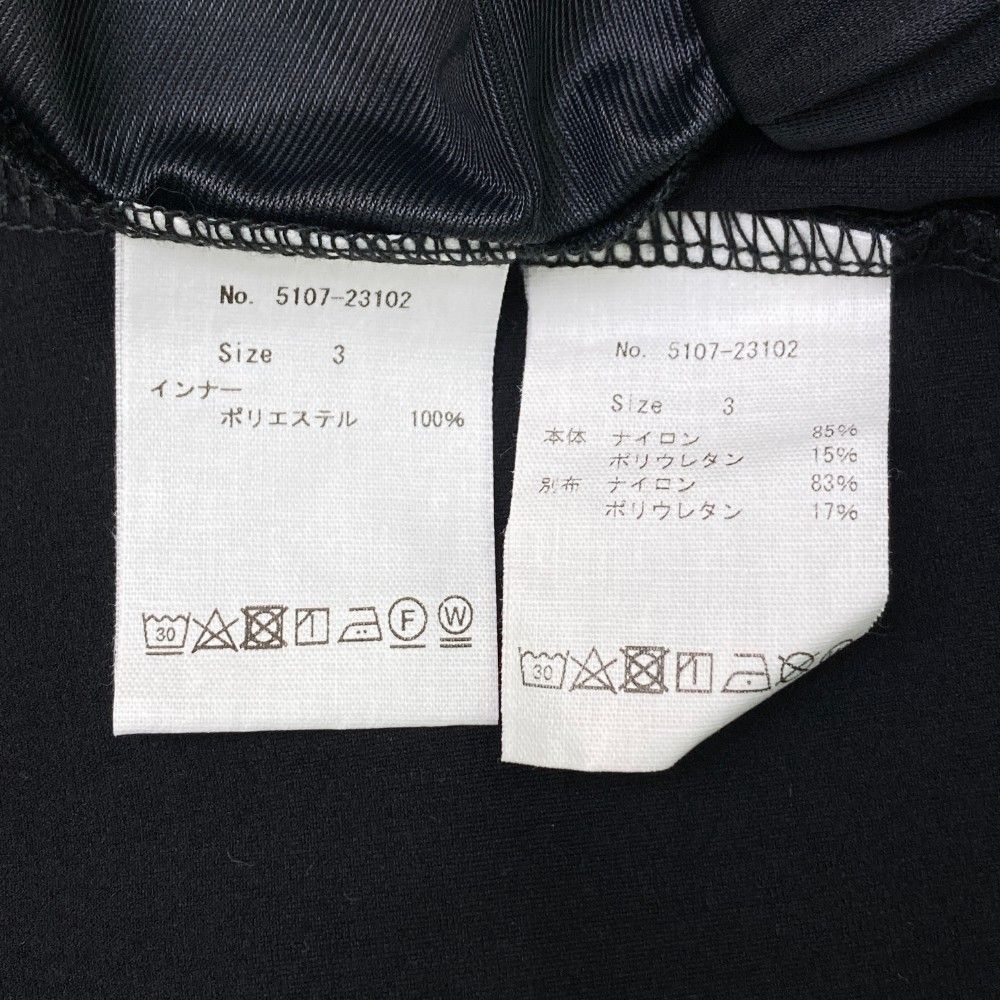 No. 5107-23102
Size 3
インナー
ポリエステル 100%
30 F W
No. 5107-23102
Size 3
本体 ナイロン 85%
ポリウレタン 15%
別布 ナイロン 83%
ポリウレタン 17%
30